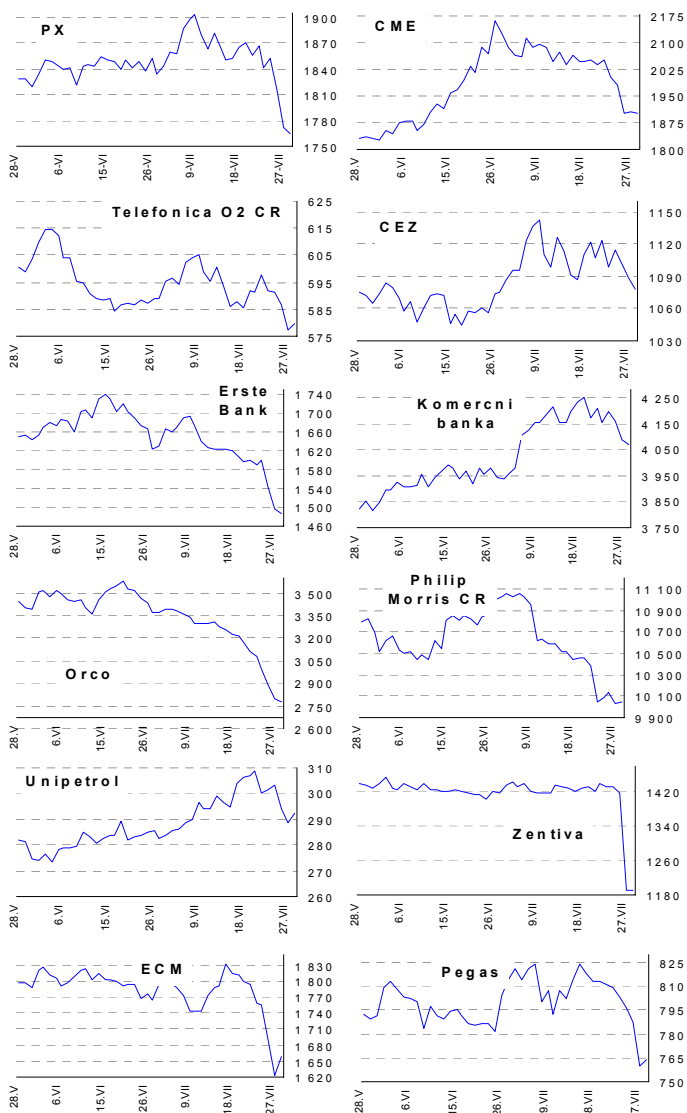 PX
1900
1870
1840
1810
1780
1750
28-V
6-VI
15-VI
26-VI
9-VII
18-VII
27-VII
CME
2175
2100
2025
1950
1875
1800
28.V
6.VI
15.VI
26.VI
9.VII
18.VII
27.VII
Telefonica O2 CR
625
615
605
595
585
575
28.V
6.VI
15.VI
26.VI
9.VII
18.VII
27.VII
CEZ
1150
1120
1090
1060
1030
28.V
6.VI
15.VI
26.VI
9.VII
18.VII
27.VII
Erste
Bank
1 740
1 700
1 660
1 620
1 580
1 540
1 500
1 460
28.V
6.VI
15.VI
26.VI
9.VII
18.VII
27.VII
Komercni
banka
4 250
4 150
4 050
3 950
3 850
3 750
28.V
6.VI
15.VI
26.VI
9.VII
18.VII
27.VII
Orco
3 500
3 350
3 200
3 050
2 900
2 750
2 600
28.V
6.VI
15.VI
26.VI
9.VII
18.VII
27.VII
Philip
Morris CR
11 100
10 900
10 700
10 500
10 300
10 100
9 900
28.V
6.VI
15.VI
26.VI
9.VII
18.VII
27.VII
Unipetrol
310
300
290
280
270
260
28.V
6.VI
15.VI
26.VI
9.VII
18.VII
27.VII
Zentiva
1420
1340
1260
1180
28.V
6.VI
15.VI
26.VI
9.VII
18.VII
27.VII
ECM
1 830
1 800
1 770
1 740
1 710
1 680
1 650
1 620
28.V
6.VI
15.VI
26.VI
9.VII
18.VII
27.VII
Pegas
825
810
795
780
765
750
28.V
6.VI
15.VI
26.VI
9.VII
18.VII
7.VII